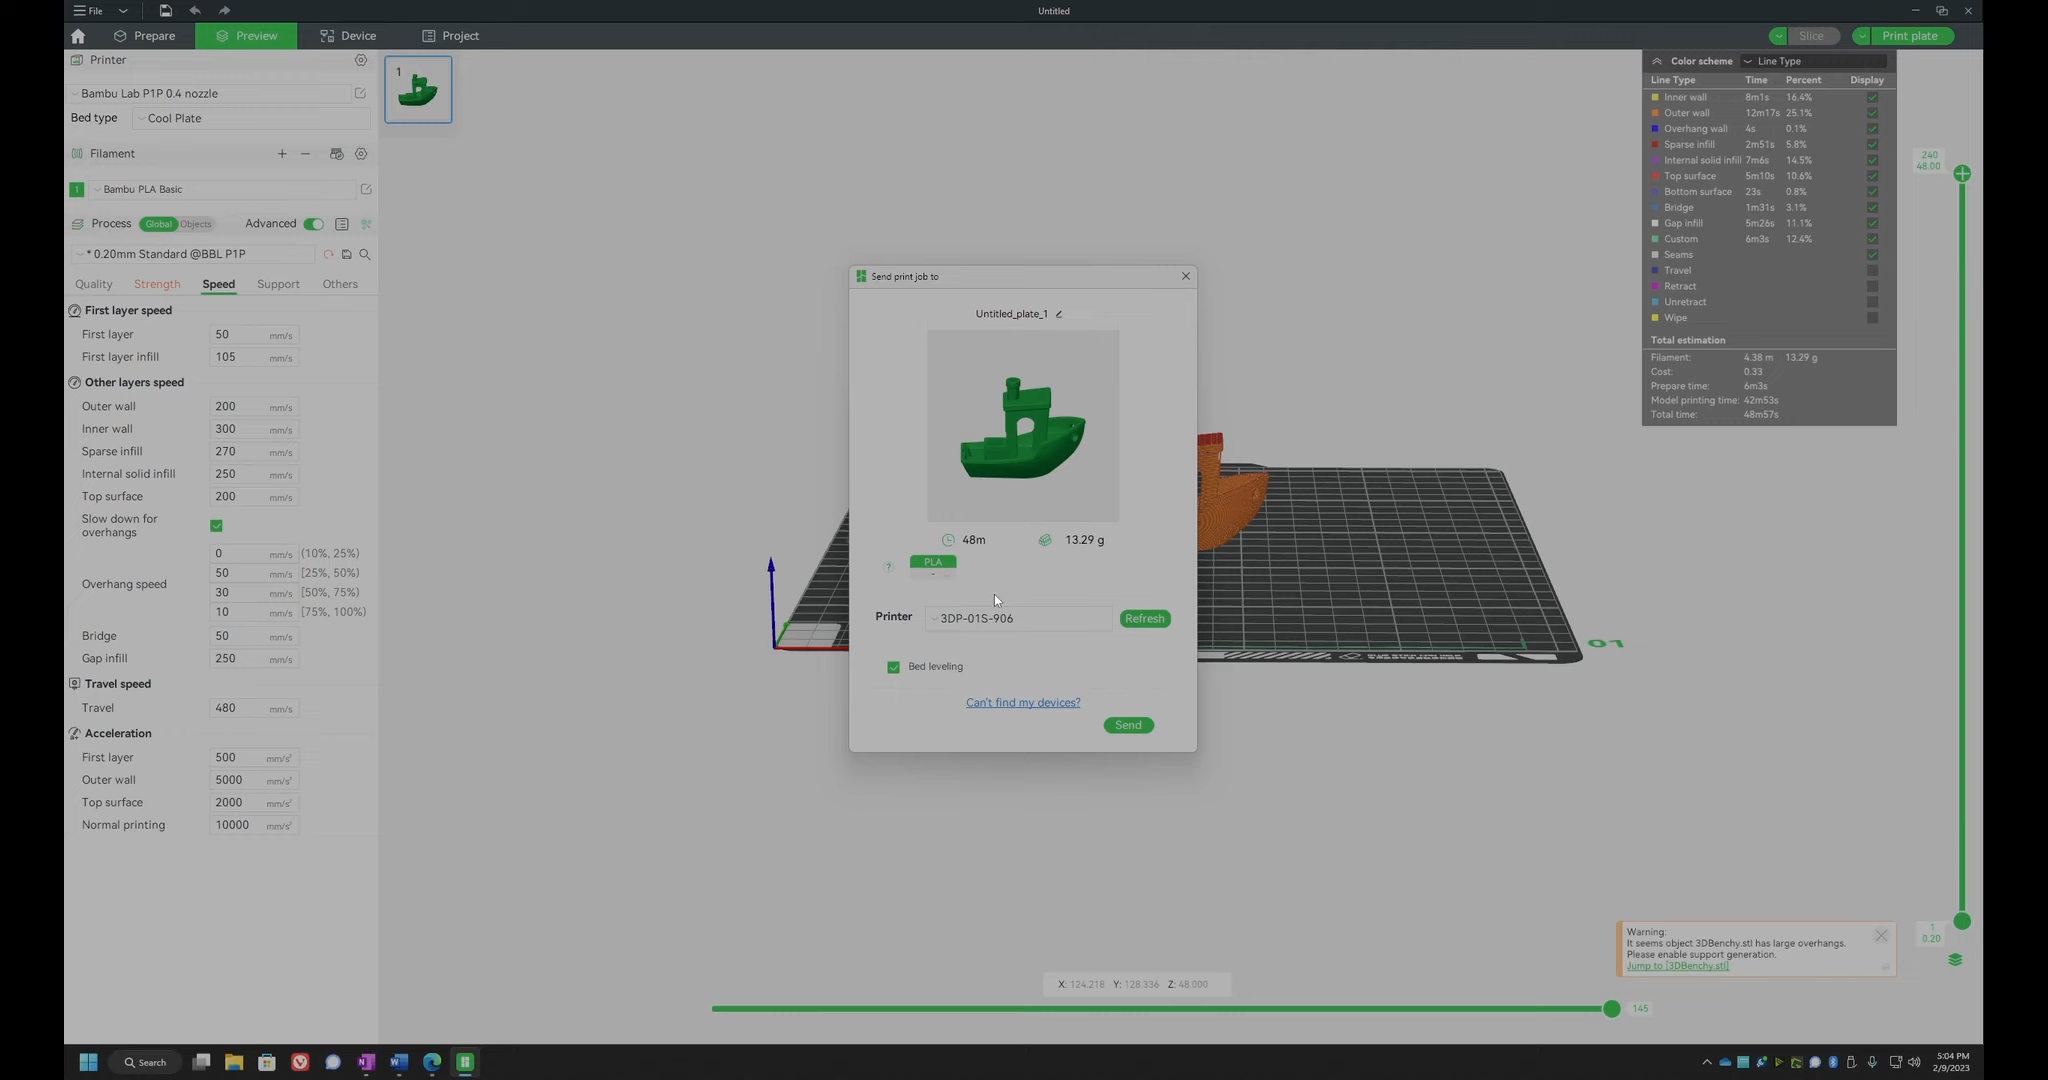 File
Untitled
Prepare
Preview
Device
Project
Slice
Print plate
Printer
Bambu Lab P1P 0.4 nozzle
Bed type
Cool Plate
Filament
1
Bambu PLA Basic
Process
Global
Objects
Advanced
* 0.20mm Standard @BBL P1P
Quality
Strength
Speed
Support
Others
First layer speed
First layer 50 mm/s
First layer infill 105 mm/s
Other layers speed
Outer wall 200 mm/s
Inner wall 300 mm/s
Sparse infill 270 mm/s
Internal solid infill 250 mm/s
Top surface 200 mm/s
Slow down for
overhangs
Overhang speed
0 mm/s (10%, 25%)
50 mm/s [25%, 50%)
30 mm/s [50%, 75%)
10 mm/s [75%, 100%)
Bridge 50 mm/s
Gap infill 250 mm/s
Travel speed
Travel 480 mm/s
Acceleration
First layer 500 mm/s²
Outer wall 5000 mm/s²
Top surface 2000 mm/s²
Normal printing 10000 mm/s²
1
Send print job to
Untitled_plate_1
48m
13.29 g
?
PLA
-
Printer
3DP-01S-906
Refresh
Bed leveling
Can't find my devices?
Send
01
Color scheme
Line Type
Line Type Time Percent Display
Inner wall 8m1s 16.4%
Outer wall 12m17s 25.1%
Overhang wall 4s 0.1%
Sparse infill 2m51s 5.8%
Internal solid infill 7m6s 14.5%
Top surface 5m10s 10.6%
Bottom surface 23s 0.8%
Bridge 1m31s 3.1%
Gap infill 5m26s 11.1%
Custom 6m3s 12.4%
Seams
Travel
Retract
Unretract
Wipe
Total estimation
Filament: 4.38 m 13.29 g
Cost: 0.33
Prepare time: 6m3s
Model printing time: 42m53s
Total time: 48m57s
240
48.00
1
0.20
Warning:
It seems object 3DBenchy.stl has large overhangs.
Please enable support generation.
Jump to [3DBenchy.stl]
X: 124.218 Y: 128.336 Z: 48.000
145
Search
5:04 PM
2/9/2023